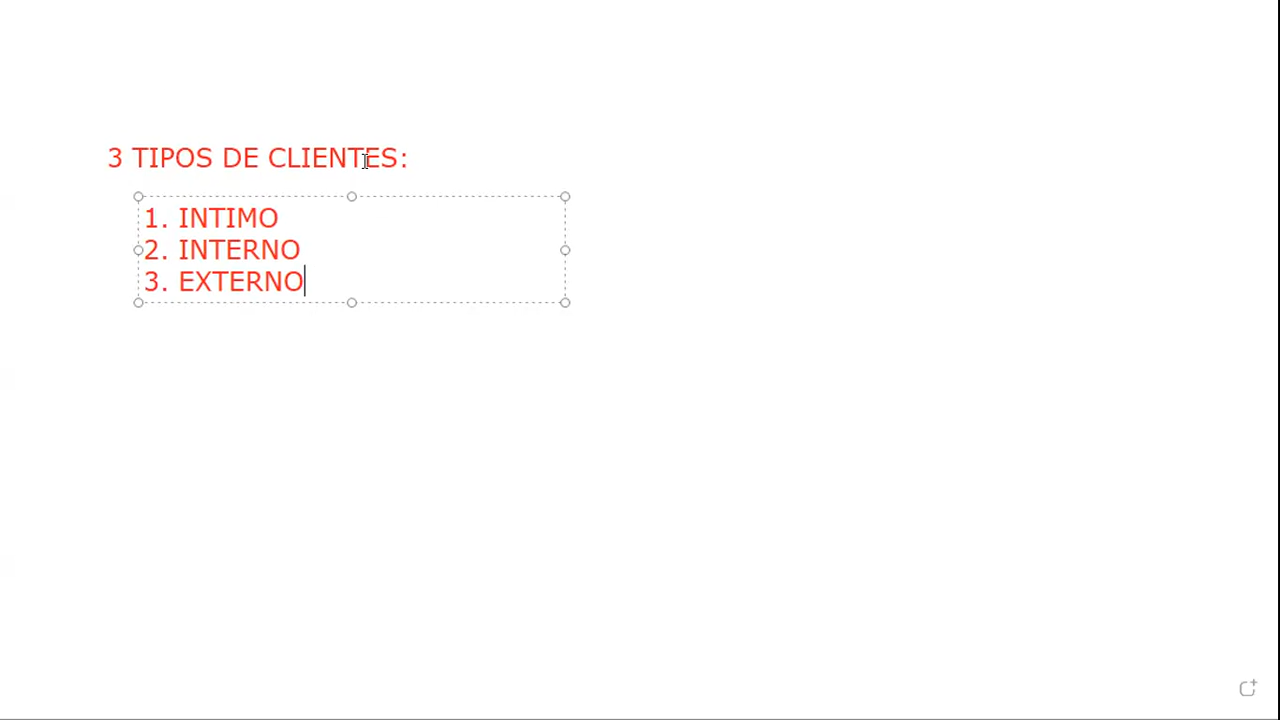 3 TIPOS DE CLIENTES:
1. INTIMO
2. INTERNO
3. EXTERNO